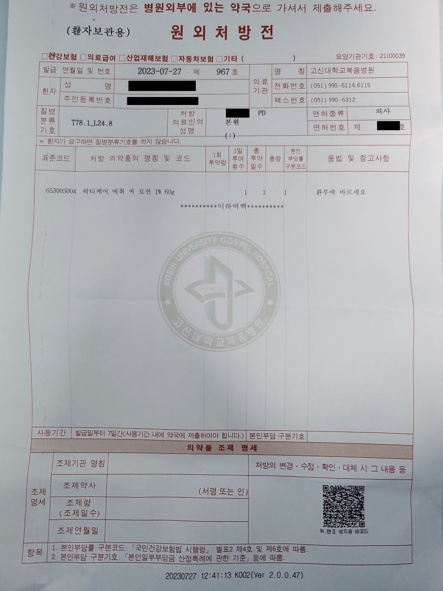 ※원외처방전은 병원외부에 있는 약국으로 가셔서 제출해주세요.
(환자보관용) 원 외 처 방 전
□건강보험 □의료급여 □산업재해보험 □자동차보험 □기타 ( ) 요양기관기호: 21100039
발급 연월일 및 번호 2023-07-27 - 제 967 호 의료기관 명 칭 고신대학교복음병원
환자 성 명 전화번호 (051) 990-6114,6115
주민등록번호 팩스번호 (051) 990-6312
질병분류기호 T78.1,L24.8 처방의료인의 성명 PD 본원 (-) 면허종류 의사
면허번호 제 호
※ 환자가 요구하면 질병분류기호를 적지 않습니다.
표준코드 처방 의약품의 명칭 및 코드 1회투약량 1일투여횟수 총투약일수 총량 본인부담률구분코드 용법 및 참고사항
653003004 락티케어 에취 씨 로션 1% 60g 1 1 1 환부에 바르세요
**********이하여백**********
KOSIN UNIVERSITY GOSPEL HOSPITAL
고신대학교복음병원
사용기간 발급일부터 7일간(사용기간 내에 약국에 제출하여야 합니다.) 본인부담 구분기호
의약품 조제 명세
조제명세 조제기관 명칭 처방의 변경·수정·확인·대체 시 그 내용 등
조제약사 (서명 또는 인)
조제량
(조제일수)
조제연월일
항목 1. 본인부담률 구분코드: 「국민건강보험법 시행령」 별표2 제4호 및 제6호에 따름.
2. 본인부담 구분기호: 「본인일부부담금 산정특례에 관한 기준」 등에 따름.
20230727 12:41:13 K002(Ver 2.0.0.47)